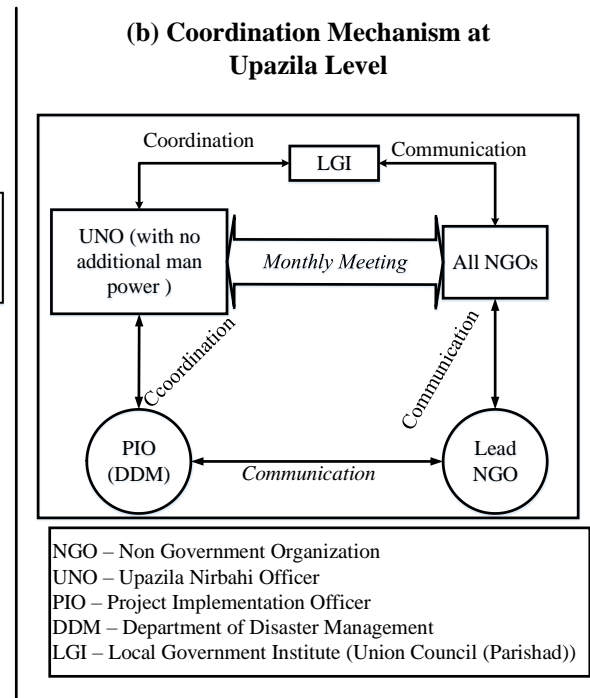 (b) Coordination Mechanism at
Upazila Level
Coordination
LGI
Communication
UNO (with no
additional man
power )
Monthly Meeting
All NGOs
Ccoordination
Communication
PIO
(DDM)
Communication
Lead
NGO
NGO – Non Government Organization
UNO – Upazila Nirbahi Officer
PIO – Project Implementation Officer
DDM – Department of Disaster Management
LGI – Local Government Institute (Union Council (Parishad))